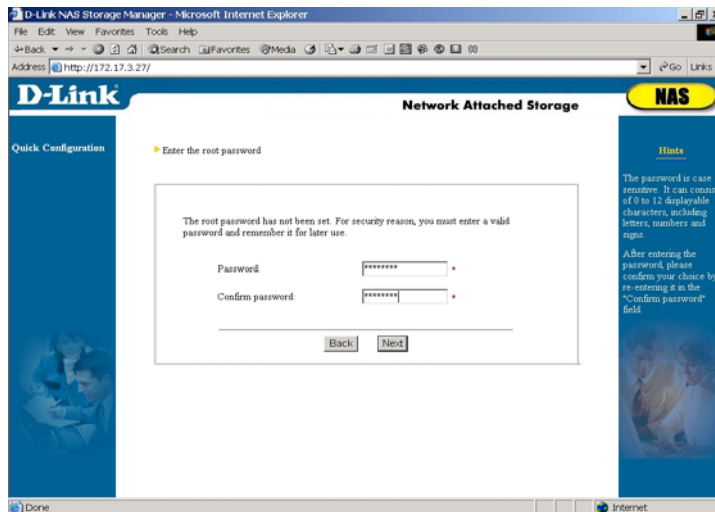 D-Link NAS Storage Manager - Microsoft Internet Explorer
File Edit View Favorites Tools Help
Back Search Favorites Media
Address http://172.17.3.27/ Go Links
D-Link
Network Attached Storage
NAS
Quick Configuration
Enter the root password
The root password has not been set. For security reason, you must enter a valid
password and remember it for later use.
Password: ******** *
Confirm password: ******** *
Back Next
Hints
The password is case
sensitive. It can consis
of 0 to 12 displayable
characters, including
letters, numbers and
signs.
After entering the
password, please
confirm your choice by
re-entering it in the
"Confirm password"
field.
Done Internet